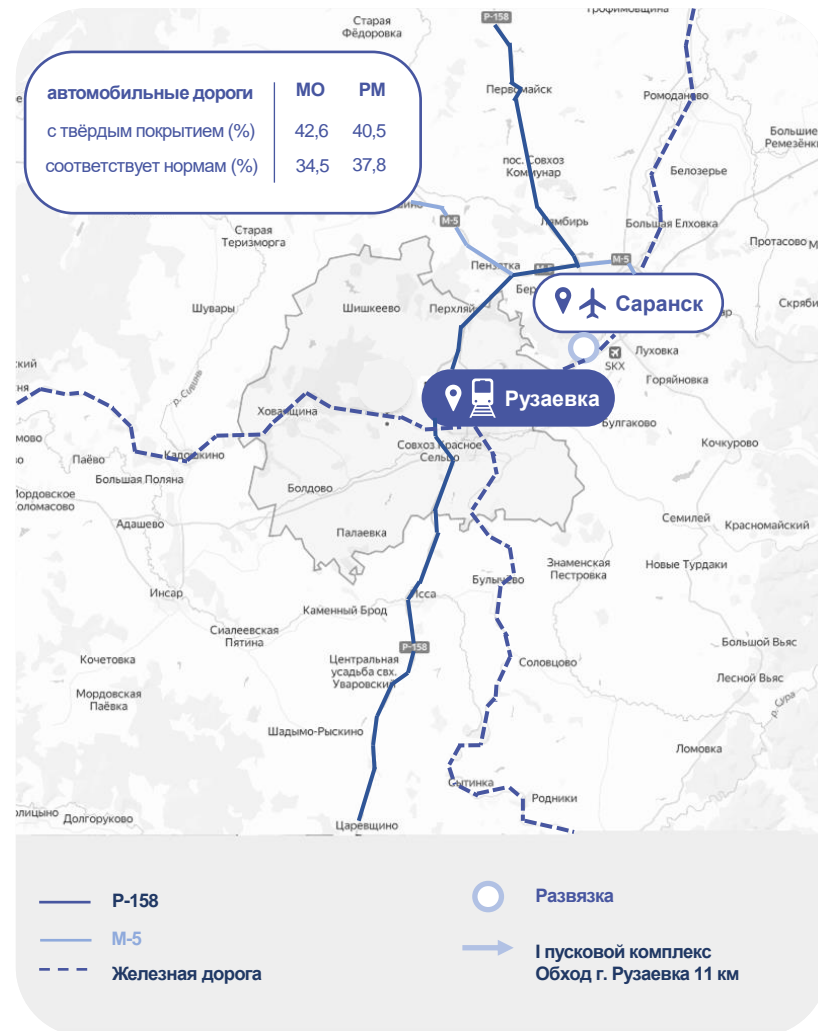 Р-158
Старая
Фёдоровка
Трофимовщина
автомобильные дороги МО РМ
с твёрдым покрытием (%) 42,6 40,5
соответствует нормам (%) 34,5 37,8
Первомайск
Ромоданово
Большие
Ремезёнки
пос. Совхоз
Коммунар
Белозерье
М-5
Лямбирь
Большая Елховка
Старая
Теризморга
Протасово
Пензятка
М-5
Саранск
Шувары
Шишкеево
Перхляй
SKX
Луховка
Горяйновка
р. Сивинь
Рузаевка
Хованщина
Булгаково
Кочкурово
Совхоз Красное
Сельцо
Паёво
Кадошкино
Большая Поляна
Болдово
Мордовское
Коломасово
Адашево
Палаевка
Семилей
Красномайский
Знаменская
Пестровка
Новые Турдаки
Булычёво
Инсар
Исса
Каменный Брод
Сиалеевская
Пятина
Р-158
Большой Вьяс
Кочетовка
Центральная
усадьба свх.
Уваровский
Соловцово
Лесной Вьяс
Мордовская
Паёвка
р. Сура
Шадымо-Рыскино
Ломовка
Сытинка
Родники
Долгоруково
Царевщино
Р-158
Развязка
М-5
Железная дорога
I пусковой комплекс
Обход г. Рузаевка 11 км